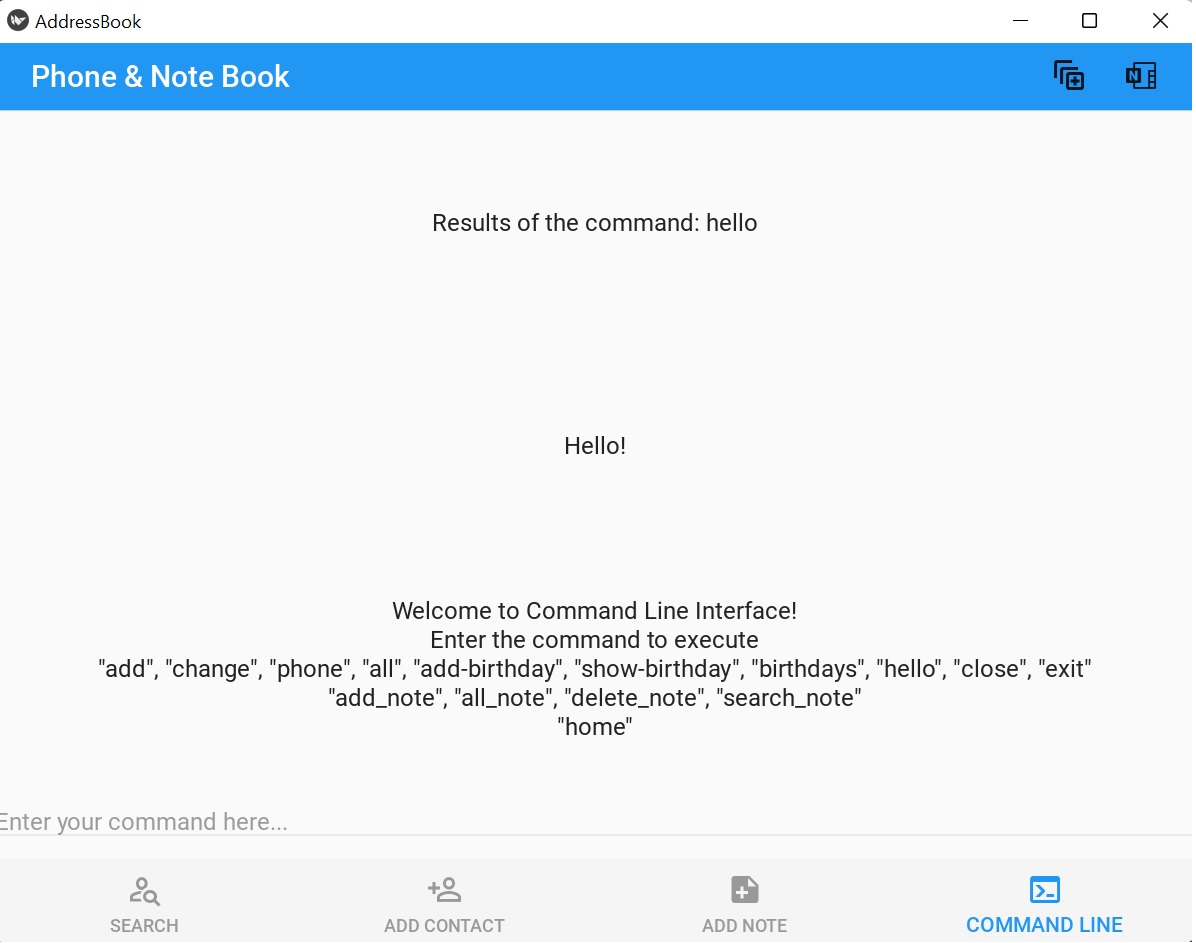 AddressBook
Phone & Note Book
N
Results of the command: hello
Hello!
Welcome to Command Line Interface!
Enter the command to execute
"add", "change", "phone", "all", "add-birthday", "show-birthday", "birthdays", "hello", "close", "exit"
"add_note", "all_note", "delete_note", "search_note"
"home"
Enter your command here...
SEARCH
ADD CONTACT
ADD NOTE
COMMAND LINE